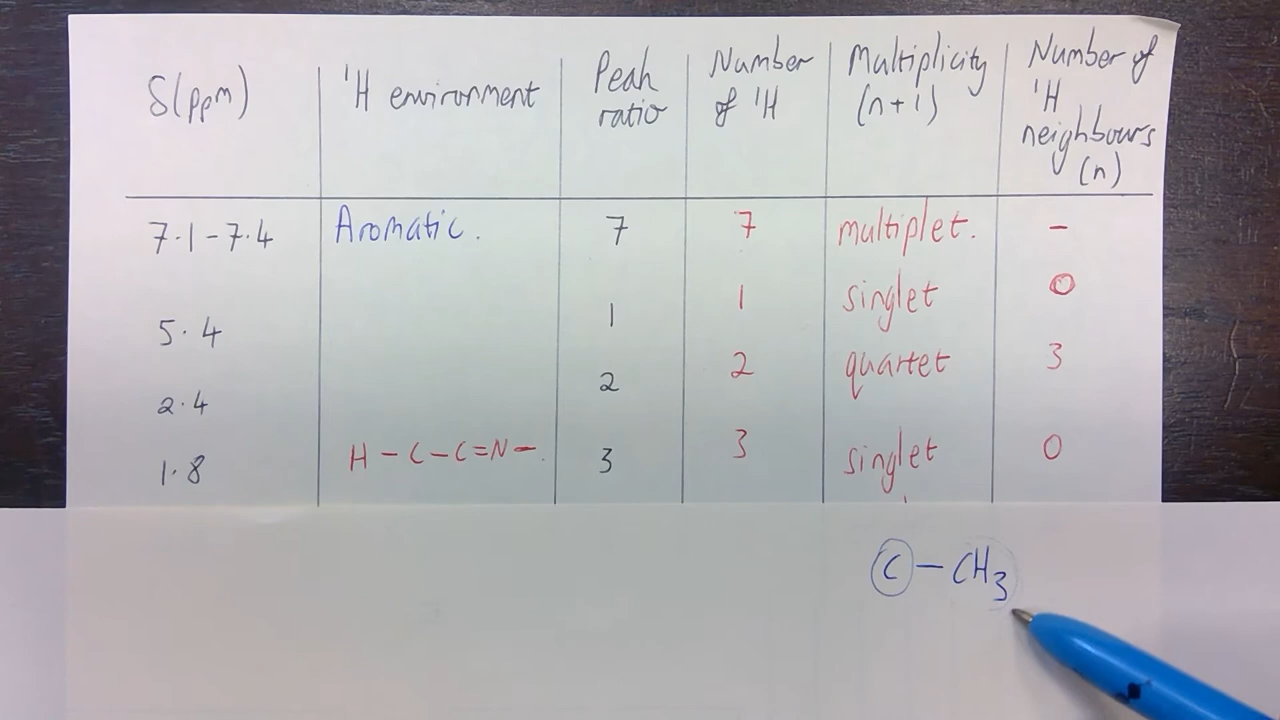 δ(ppm) ¹H environment Peak ratio Number of ¹H Multiplicity (n+1) Number of ¹H neighbours (n)
7.1-7.4 Aromatic. 7 7 multiplet. -
5.4 1 1 singlet 0
2.4 2 2 quartet 3
1.8 H-C-C=N-. 3 3 singlet 0
C-CH₃